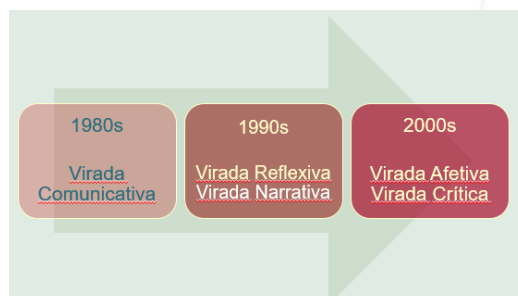 1980s
Virada
Comunicativa
1990s
Virada Reflexiva
Virada Narrativa
2000s
Virada Afetiva
Virada Crítica